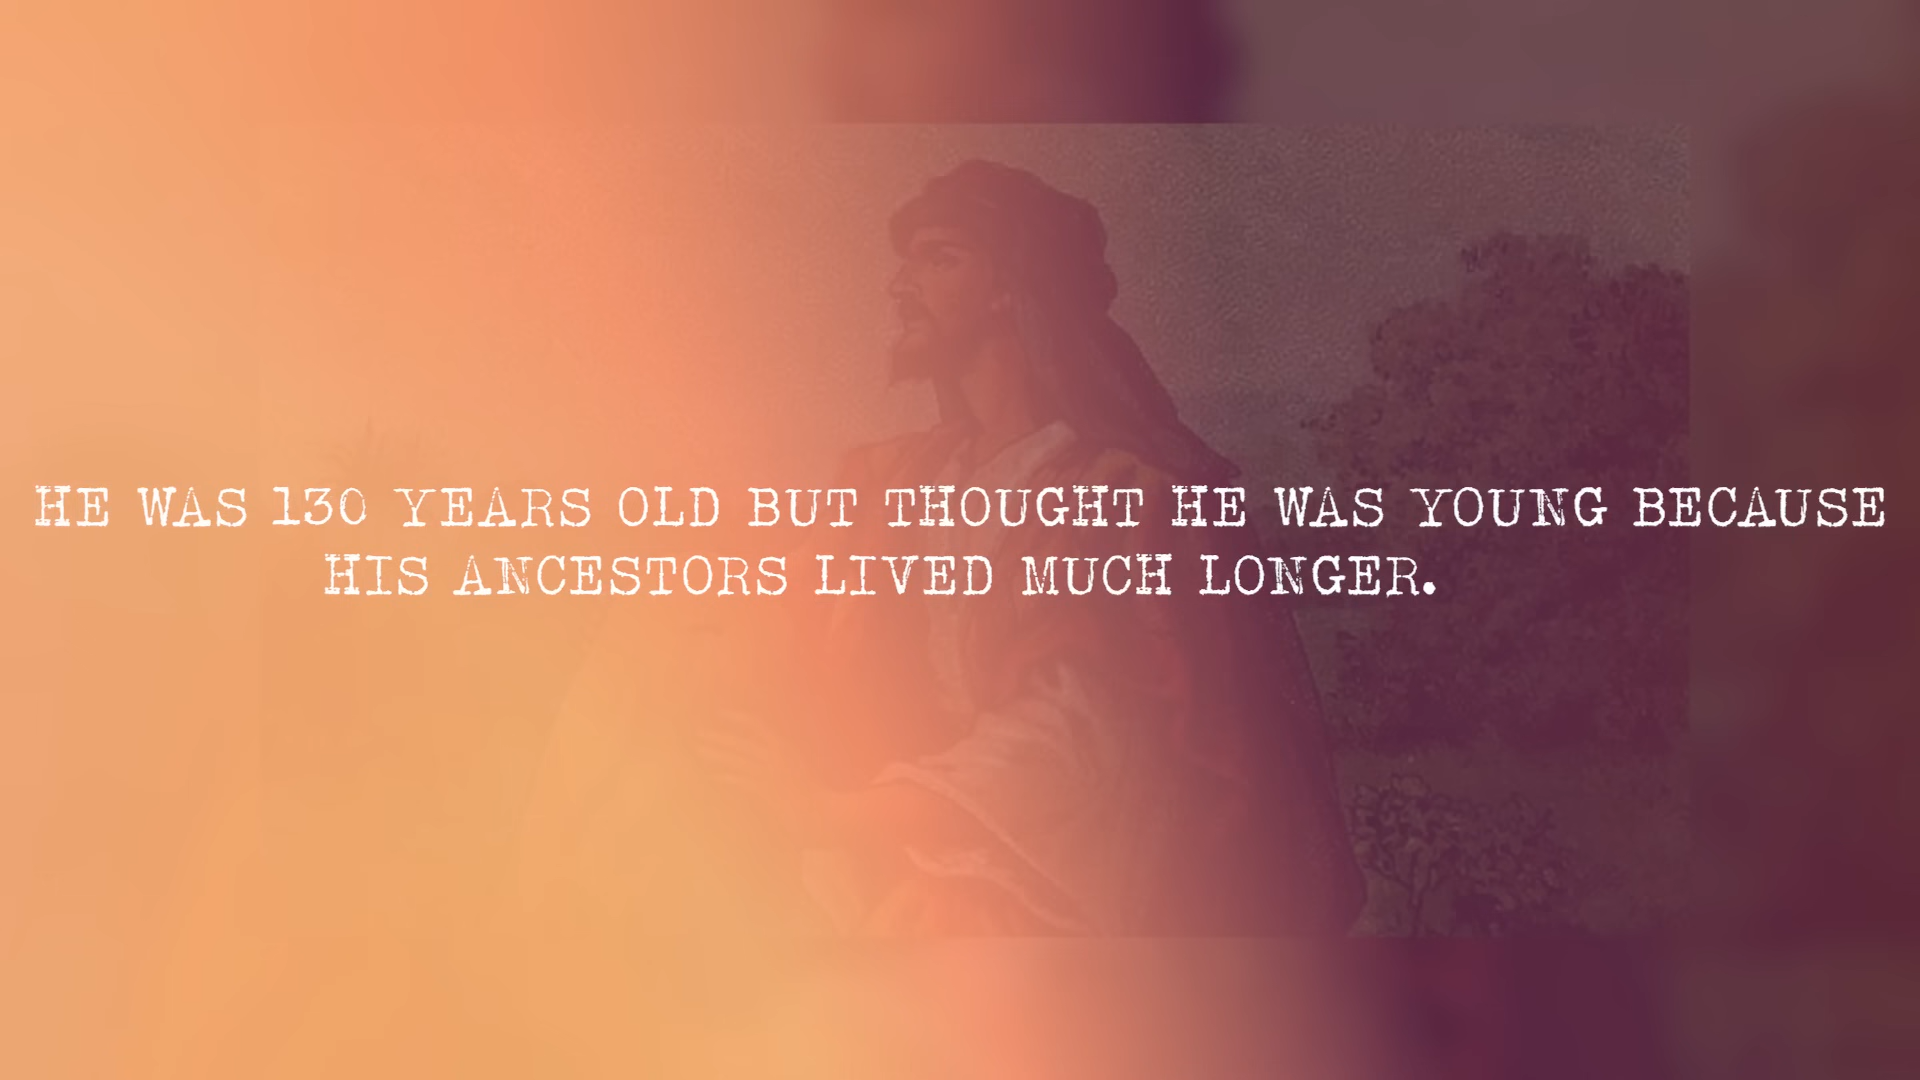 HE WAS 130 YEARS OLD BUT THOUGHT HE WAS YOUNG BECAUSE
HIS ANCESTORS LIVED MUCH LONGER.